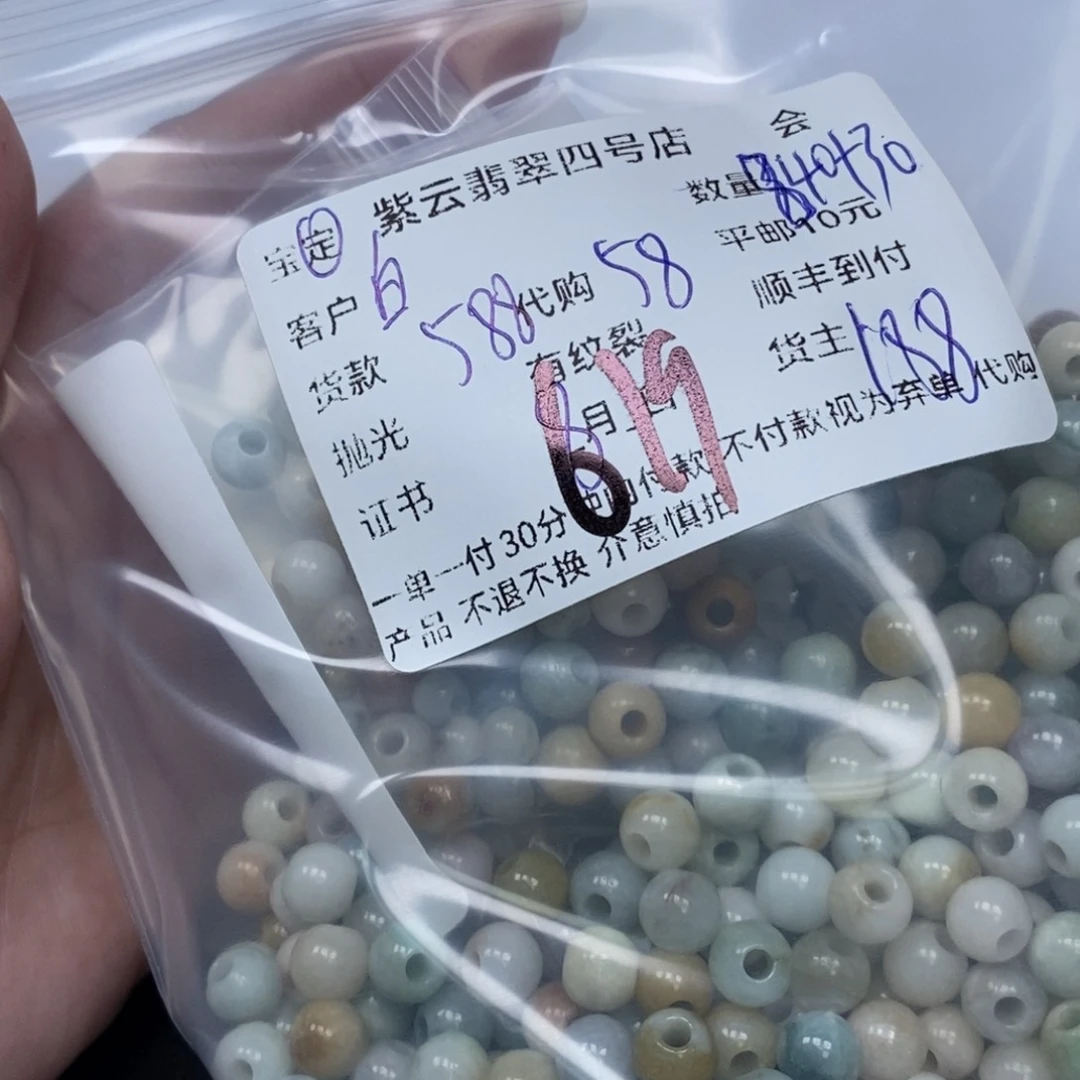 紫云翡翠四号店 会
宝定 数量 840+30
客户 白 平邮10元
货款 588 代购 58 顺丰到付
抛光 有纹裂 货主 188
证书 8月
619
一单一付30分 内付款 不付款视为弃单 代购
产品 不退不换 介意慎拍